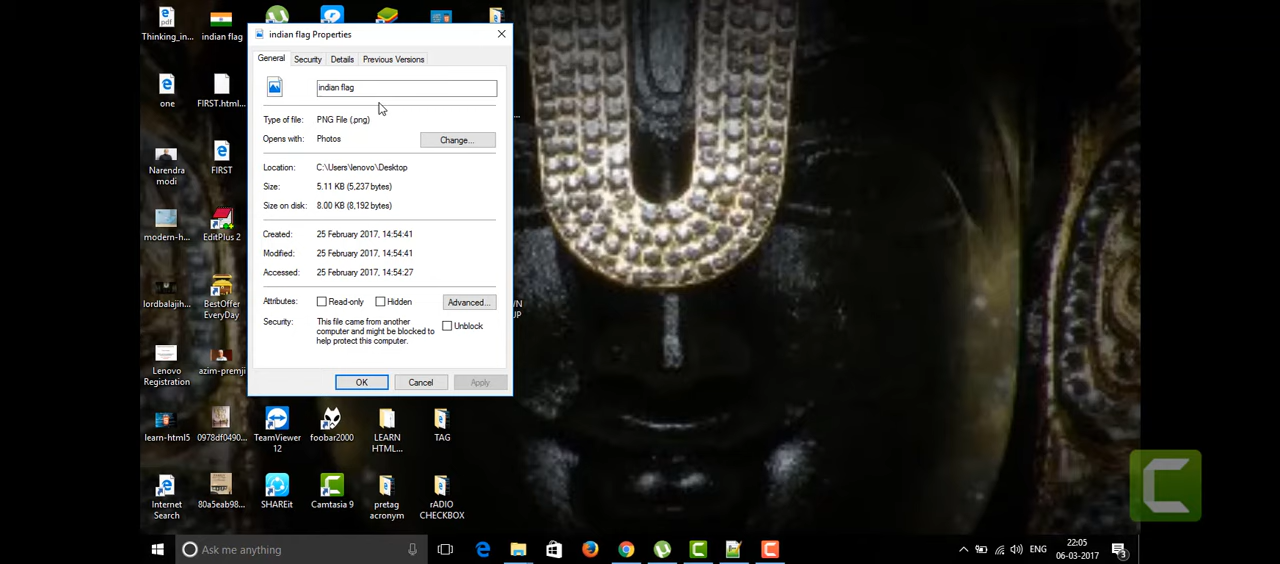 Thinking_in...
indian flag
one
FIRST.html...
Narendra
modi
FIRST
modern-h...
EditPlus 2
lordbalajih...
BestOffer
EveryDay
Lenovo
Registration
azim-premji
learn-html5
0978df0490...
TeamViewer
12
foobar2000
LEARN
HTML...
TAG
Internet
Search
80a5eab98...
SHAREit
Camtasia 9
pretag
acronym
rADIO
CHECKBOX
indian flag Properties
General
Security
Details
Previous Versions
indian flag
Type of file:
PNG File (.png)
Opens with:
Photos
Change...
Location:
C:\Users\lenovo\Desktop
Size:
5.11 KB (5,237 bytes)
Size on disk:
8.00 KB (8,192 bytes)
Created:
25 February 2017, 14:54:41
Modified:
25 February 2017, 14:54:41
Accessed:
25 February 2017, 14:54:27
Attributes:
Read-only
Hidden
Advanced...
Security:
This file came from another
computer and might be blocked to
help protect this computer.
Unblock
OK
Cancel
Apply
Ask me anything
ENG
22:05
06-03-2017
3